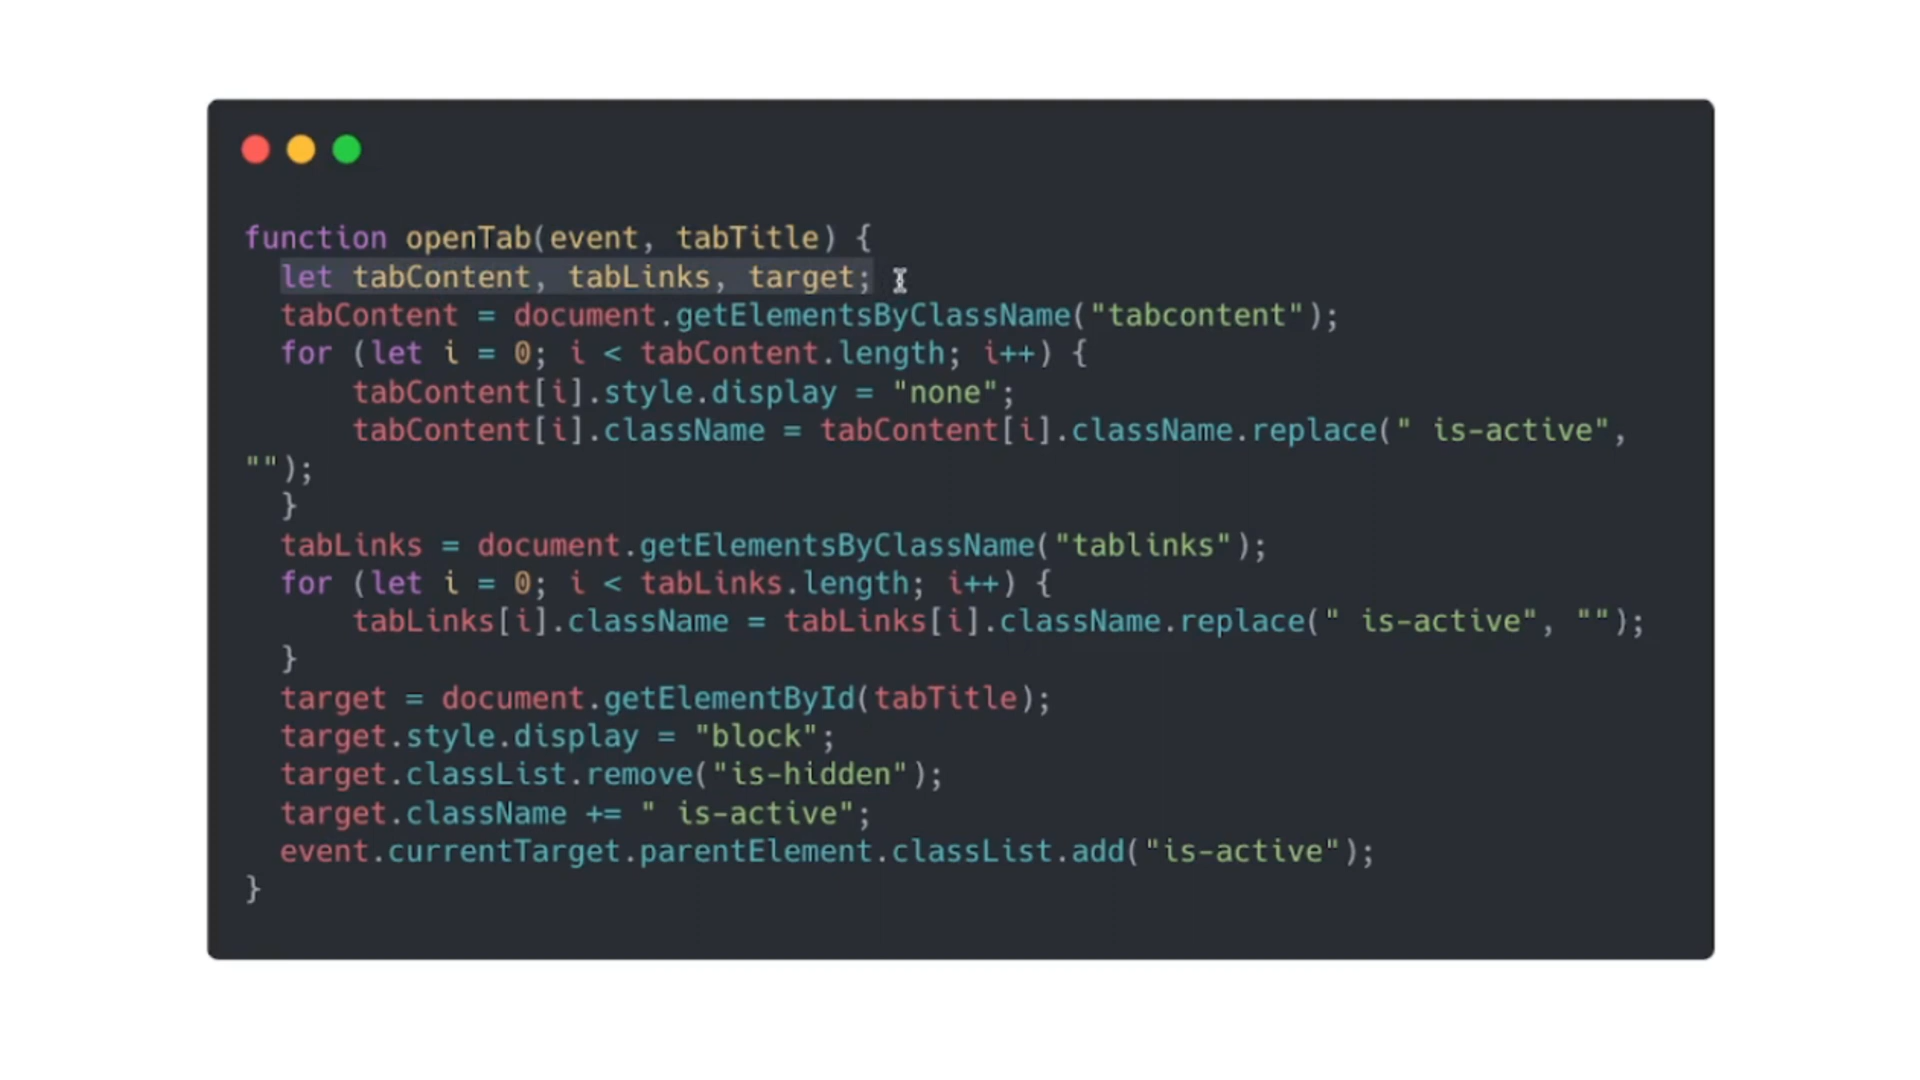 function openTab(event, tabTitle) {
  let tabContent, tabLinks, target;
  tabContent = document.getElementsByClassName("tabcontent");
  for (let i = 0; i < tabContent.length; i++) {
      tabContent[i].style.display = "none";
      tabContent[i].className = tabContent[i].className.replace(" is-active",
"");
  }
  tabLinks = document.getElementsByClassName("tablinks");
  for (let i = 0; i < tabLinks.length; i++) {
      tabLinks[i].className = tabLinks[i].className.replace(" is-active", "");
  }
  target = document.getElementById(tabTitle);
  target.style.display = "block";
  target.classList.remove("is-hidden");
  target.className += " is-active";
  event.currentTarget.parentElement.classList.add("is-active");
}